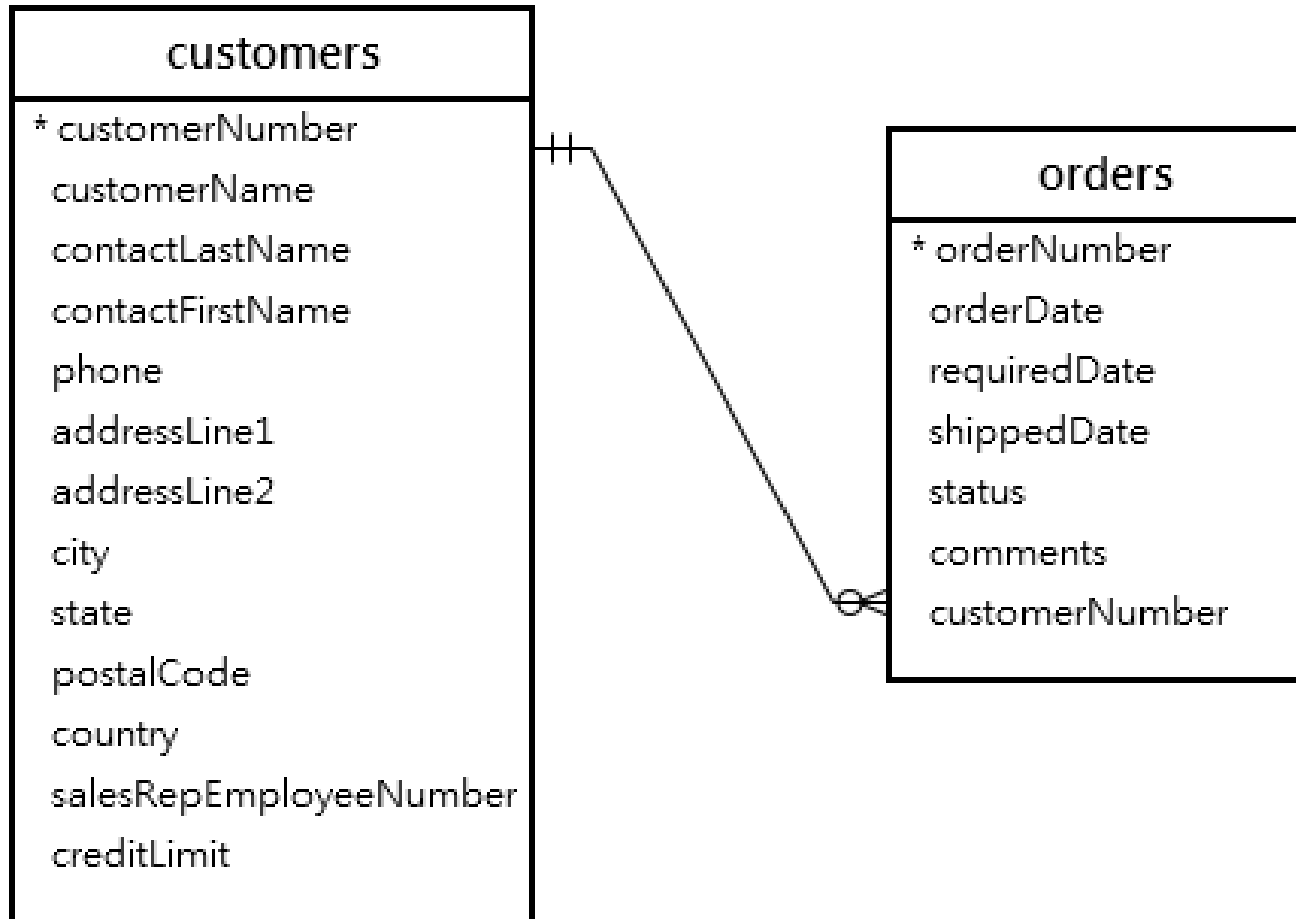 customers
* customerNumber
customerName
contactLastName
contactFirstName
phone
addressLine1
addressLine2
city
state
postalCode
country
salesRepEmployeeNumber
creditLimit
orders
* orderNumber
orderDate
requiredDate
shippedDate
status
comments
customerNumber